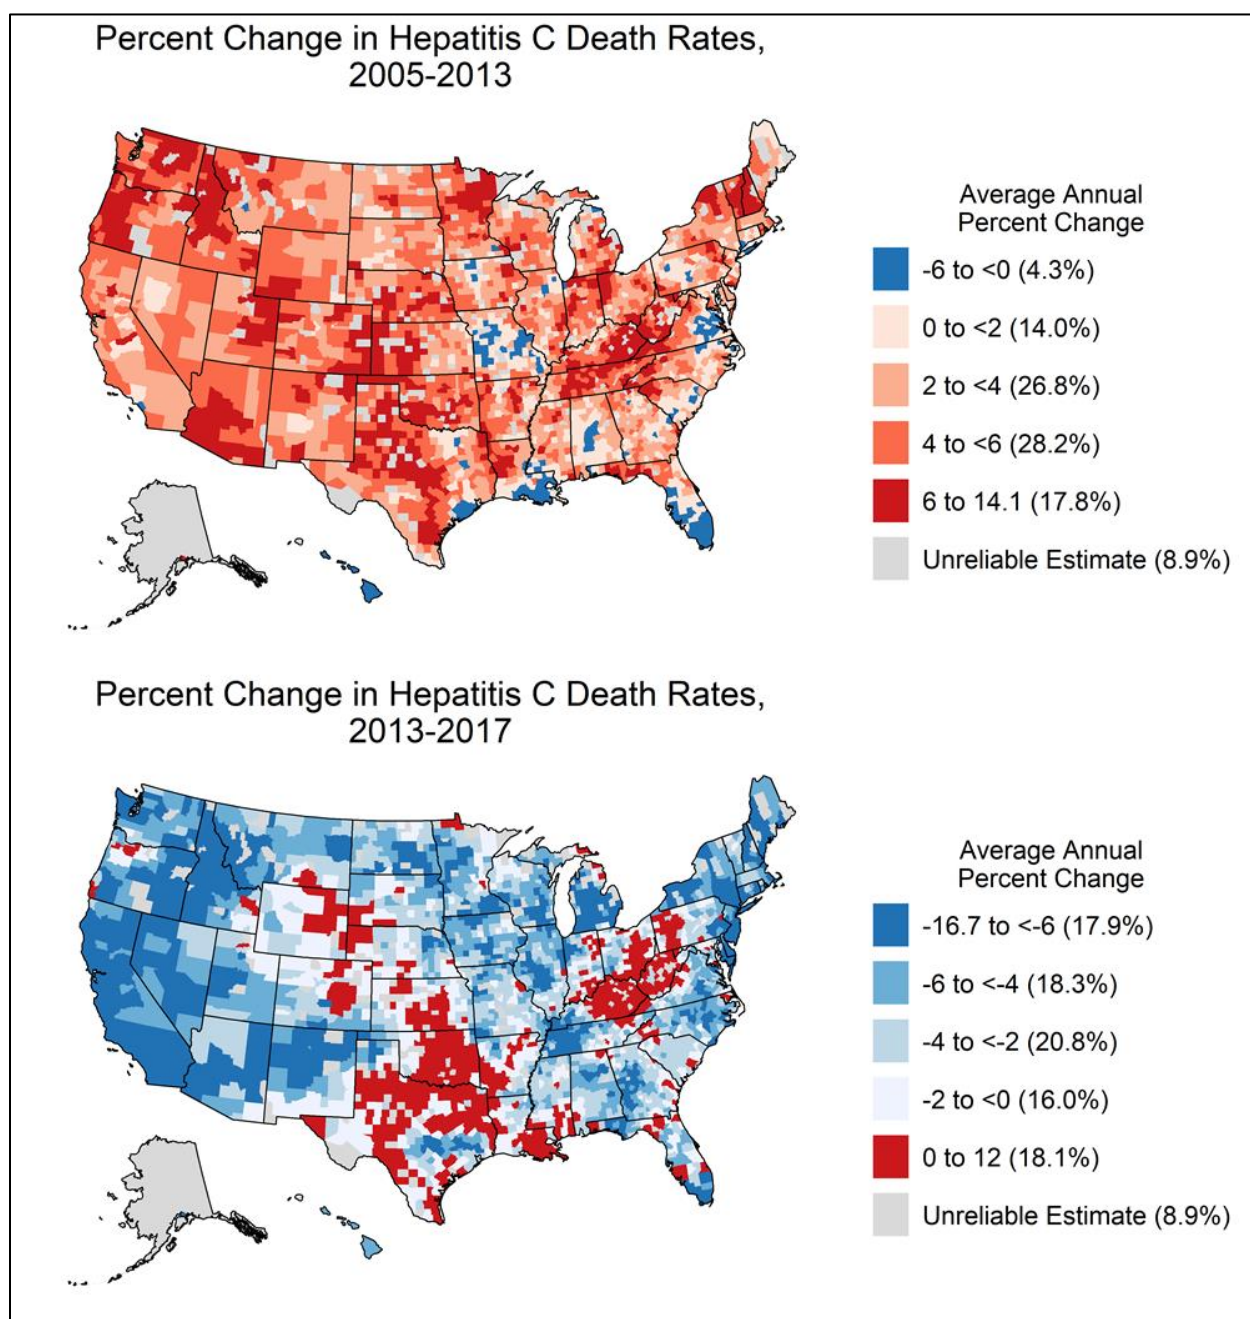 Percent Change in Hepatitis C Death Rates,
2005-2013
Average Annual
Percent Change
-6 to <0 (4.3%)
0 to <2 (14.0%)
2 to <4 (26.8%)
4 to <6 (28.2%)
6 to 14.1 (17.8%)
Unreliable Estimate (8.9%)
Percent Change in Hepatitis C Death Rates,
2013-2017
Average Annual
Percent Change
-16.7 to <-6 (17.9%)
-6 to <-4 (18.3%)
-4 to <-2 (20.8%)
-2 to <0 (16.0%)
0 to 12 (18.1%)
Unreliable Estimate (8.9%)